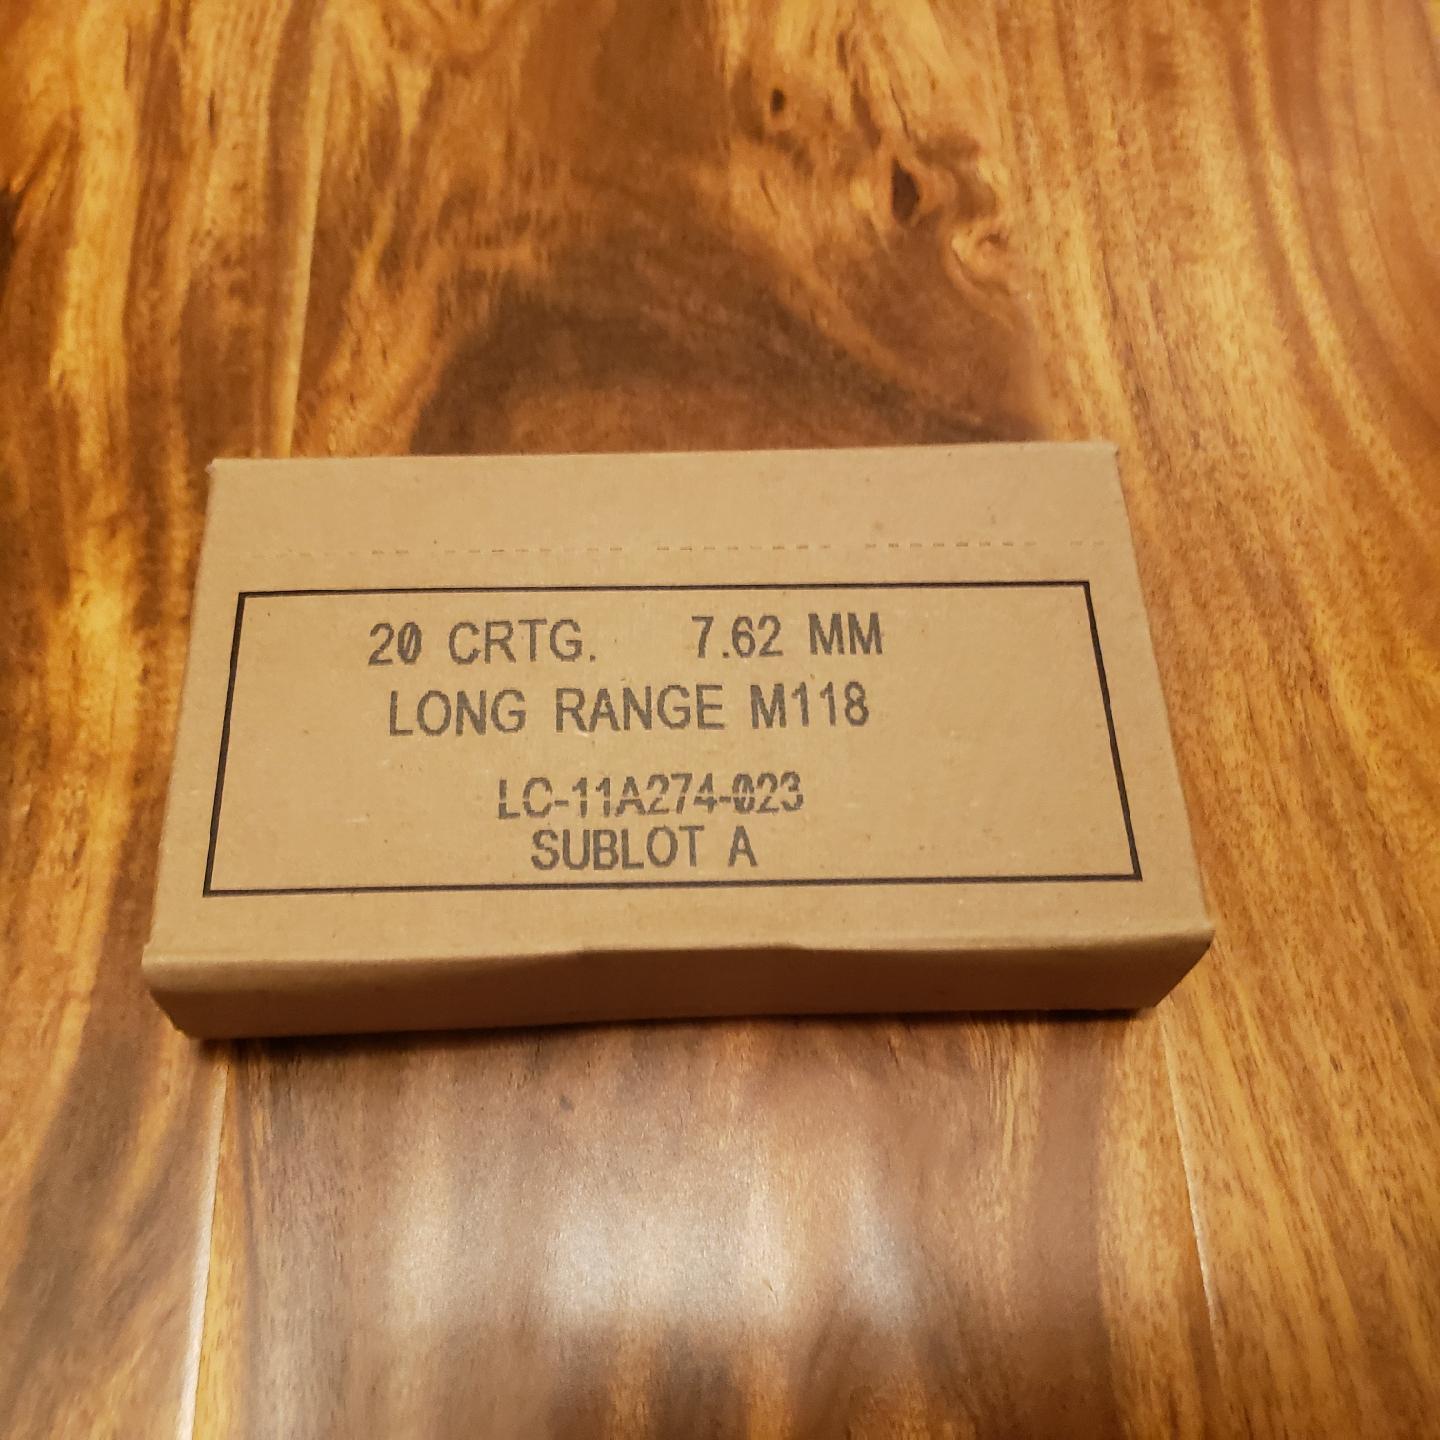 20 CRTG. 7.62 MM
LONG RANGE M118
LC-11A274-023
SUBLOT A